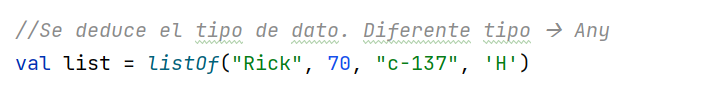 //Se deduce el tipo de dato. Diferente tipo → Any
val list = listOf("Rick", 70, "c-137", 'H')